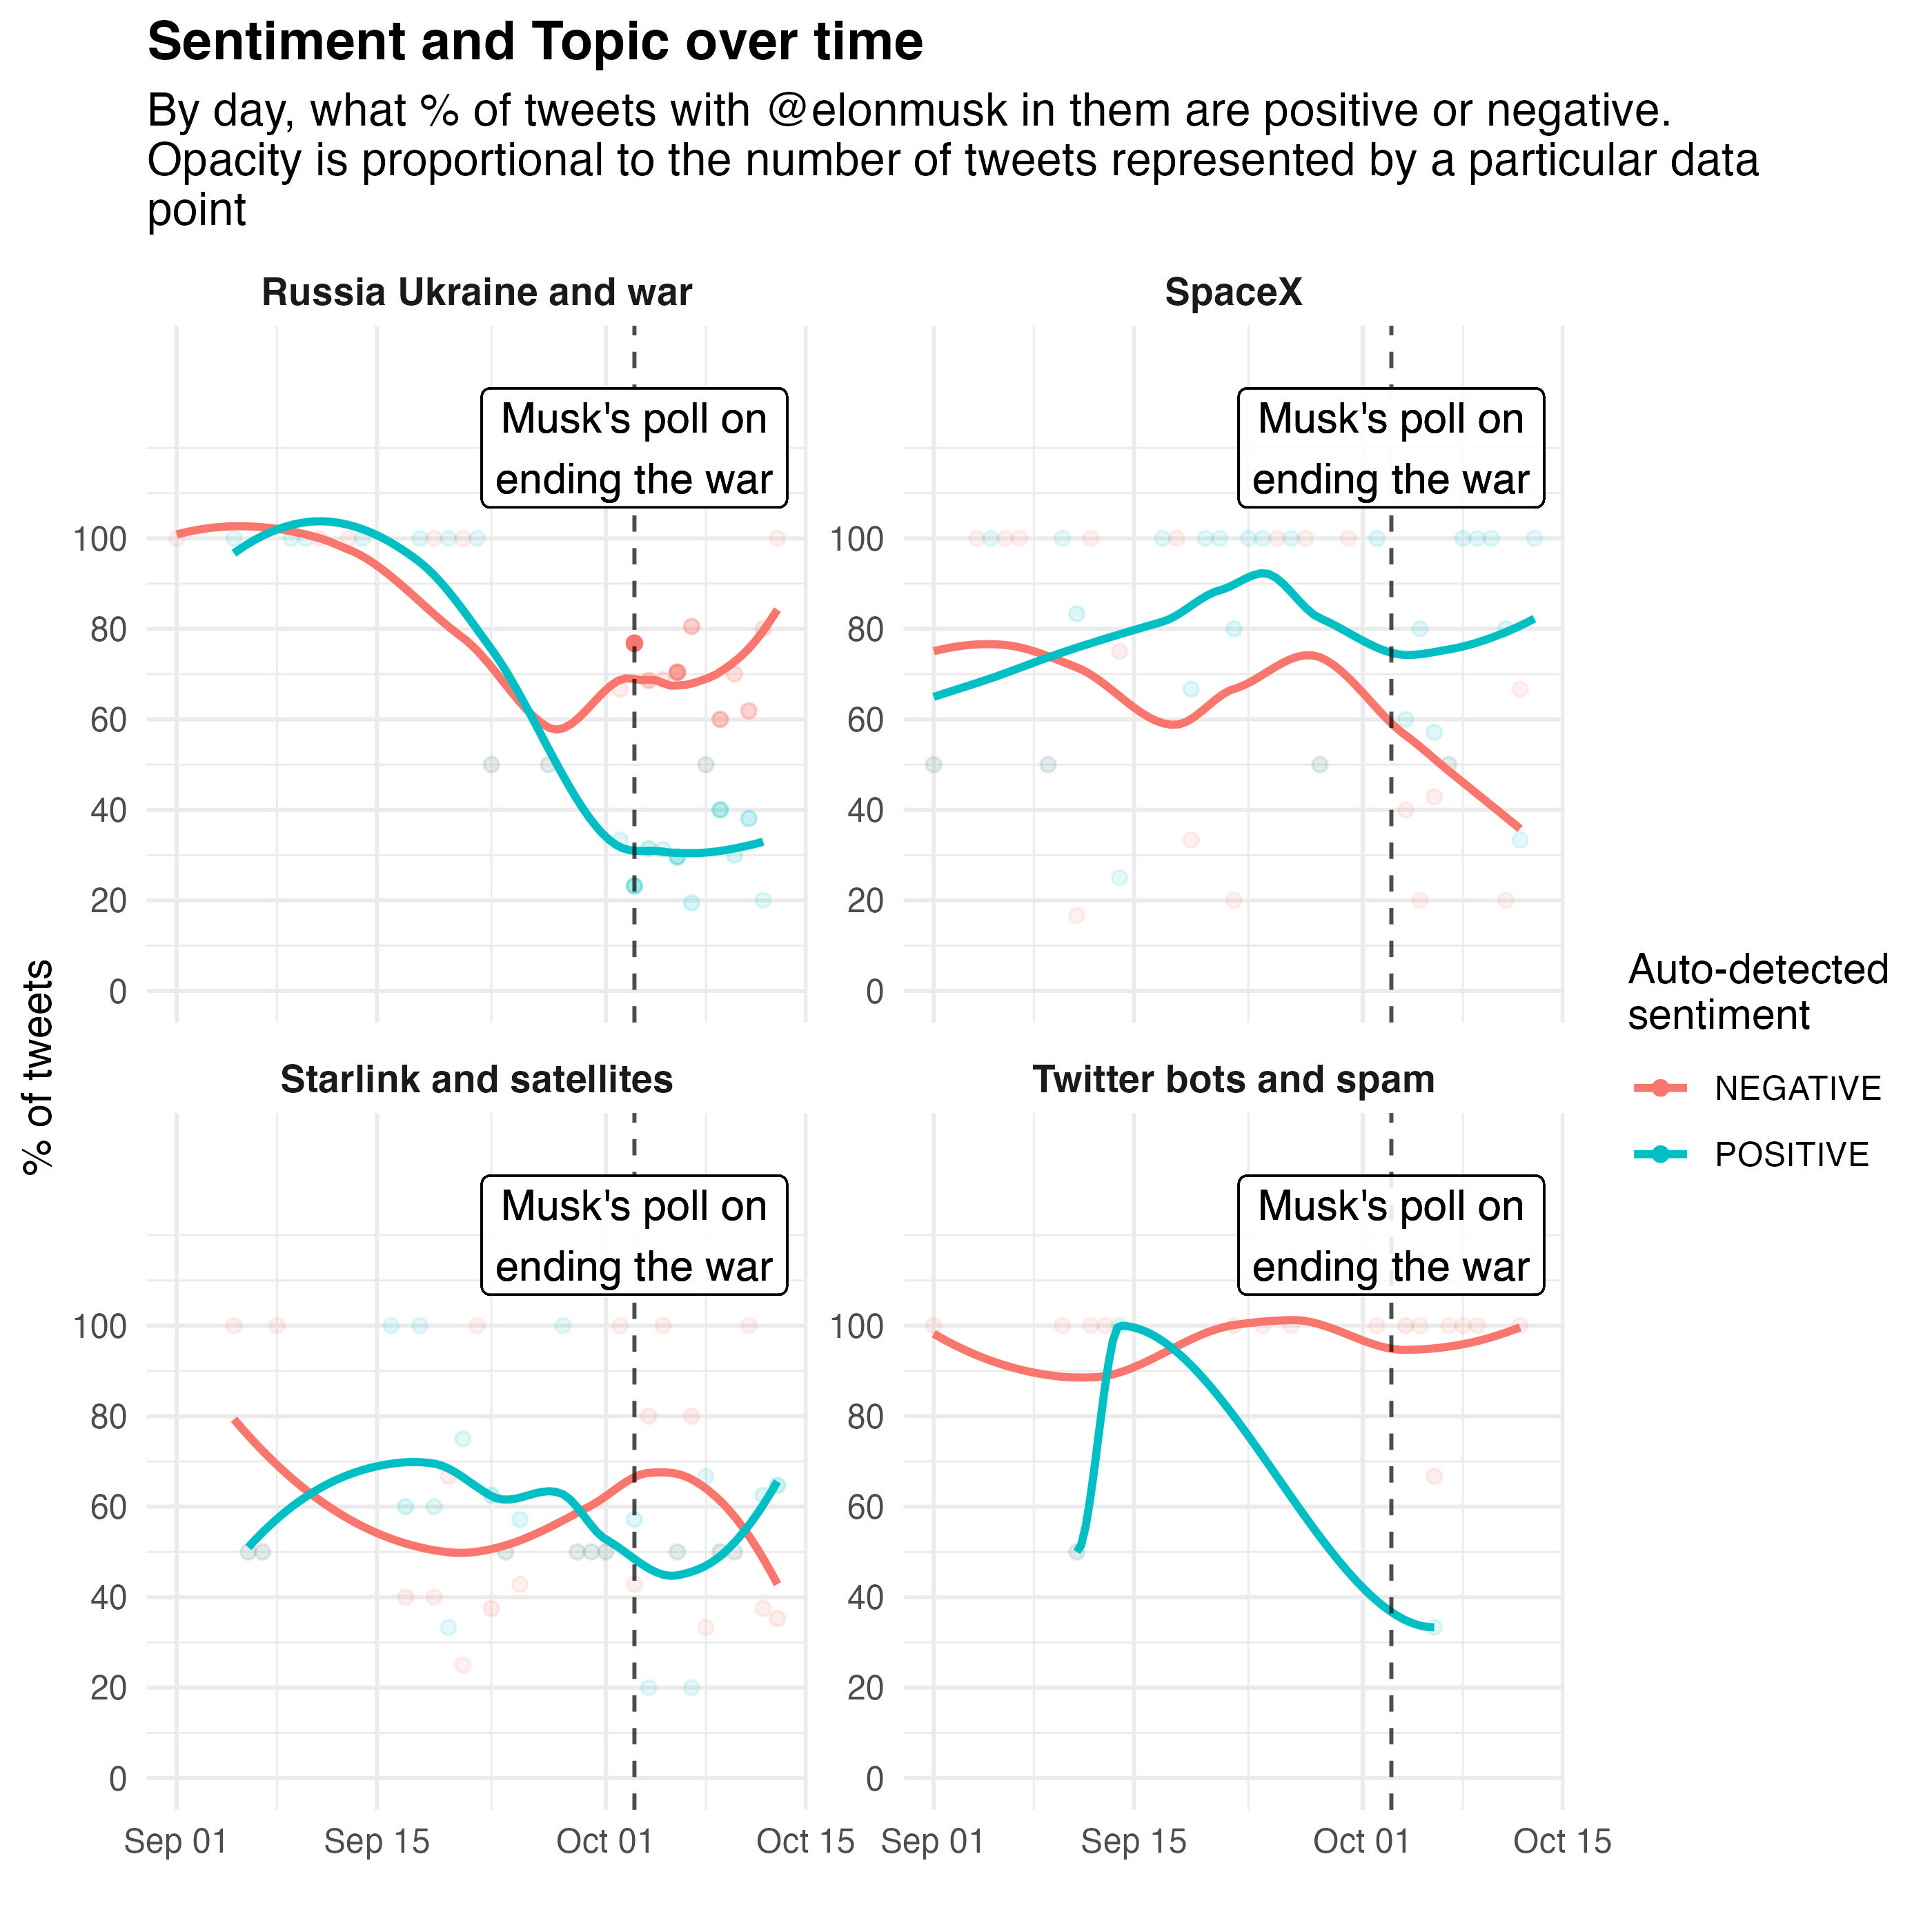 Sentiment and Topic over time
By day, what % of tweets with @elonmusk in them are positive or negative.
Opacity is proportional to the number of tweets represented by a particular data
point
Russia Ukraine and war
SpaceX
Musk's poll on
ending the war
Musk's poll on
ending the war
100
80
60
40
20
0
100
80
60
40
20
0
% of tweets
Starlink and satellites
Twitter bots and spam
Musk's poll on
ending the war
Musk's poll on
ending the war
100
80
60
40
20
0
100
80
60
40
20
0
Sep 01
Sep 15
Oct 01
Oct 15
Sep 01
Sep 15
Oct 01
Oct 15
Auto-detected
sentiment
NEGATIVE
POSITIVE